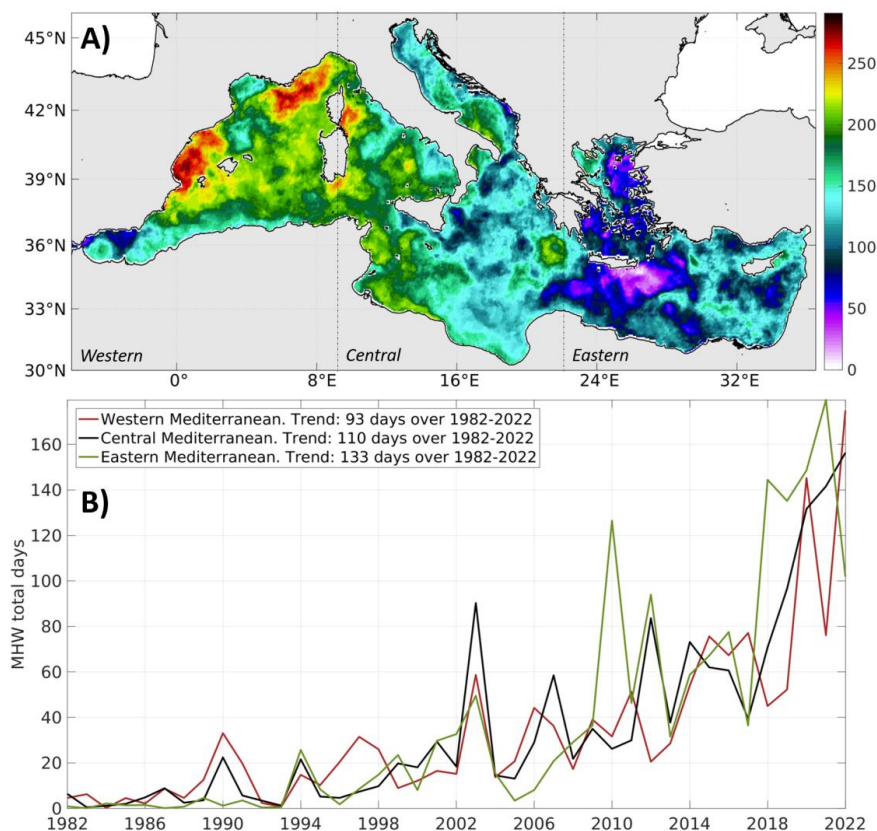 A)
45°N
42°N
39°N
36°N
33°N
30°N
Western
Central
Eastern
0°
8°E
16°E
24°E
32°E
250
200
150
100
50
0
Western Mediterranean. Trend: 93 days over 1982-2022
Central Mediterranean. Trend: 110 days over 1982-2022
Eastern Mediterranean. Trend: 133 days over 1982-2022
B)
MHW total days
160
140
120
100
80
60
40
20
0
1982
1986
1990
1994
1998
2002
2006
2010
2014
2018
2022